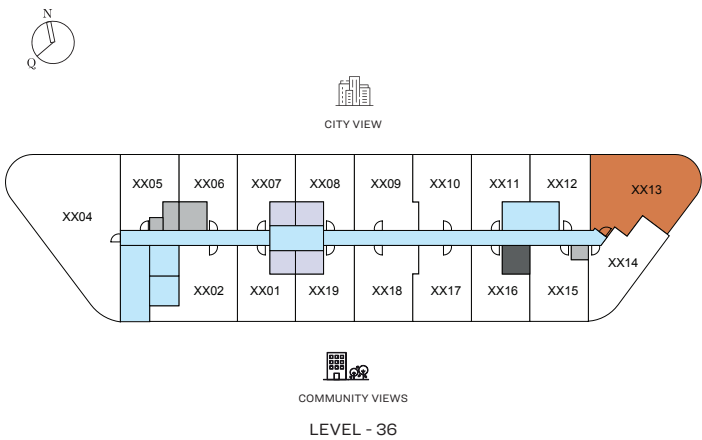 N
Q
CITY VIEW
XX05 XX06 XX07 XX08 XX09 XX10 XX11 XX12 XX13
XX04
XX14
XX02 XX01 XX19 XX18 XX17 XX16 XX15
COMMUNITY VIEWS
LEVEL - 36